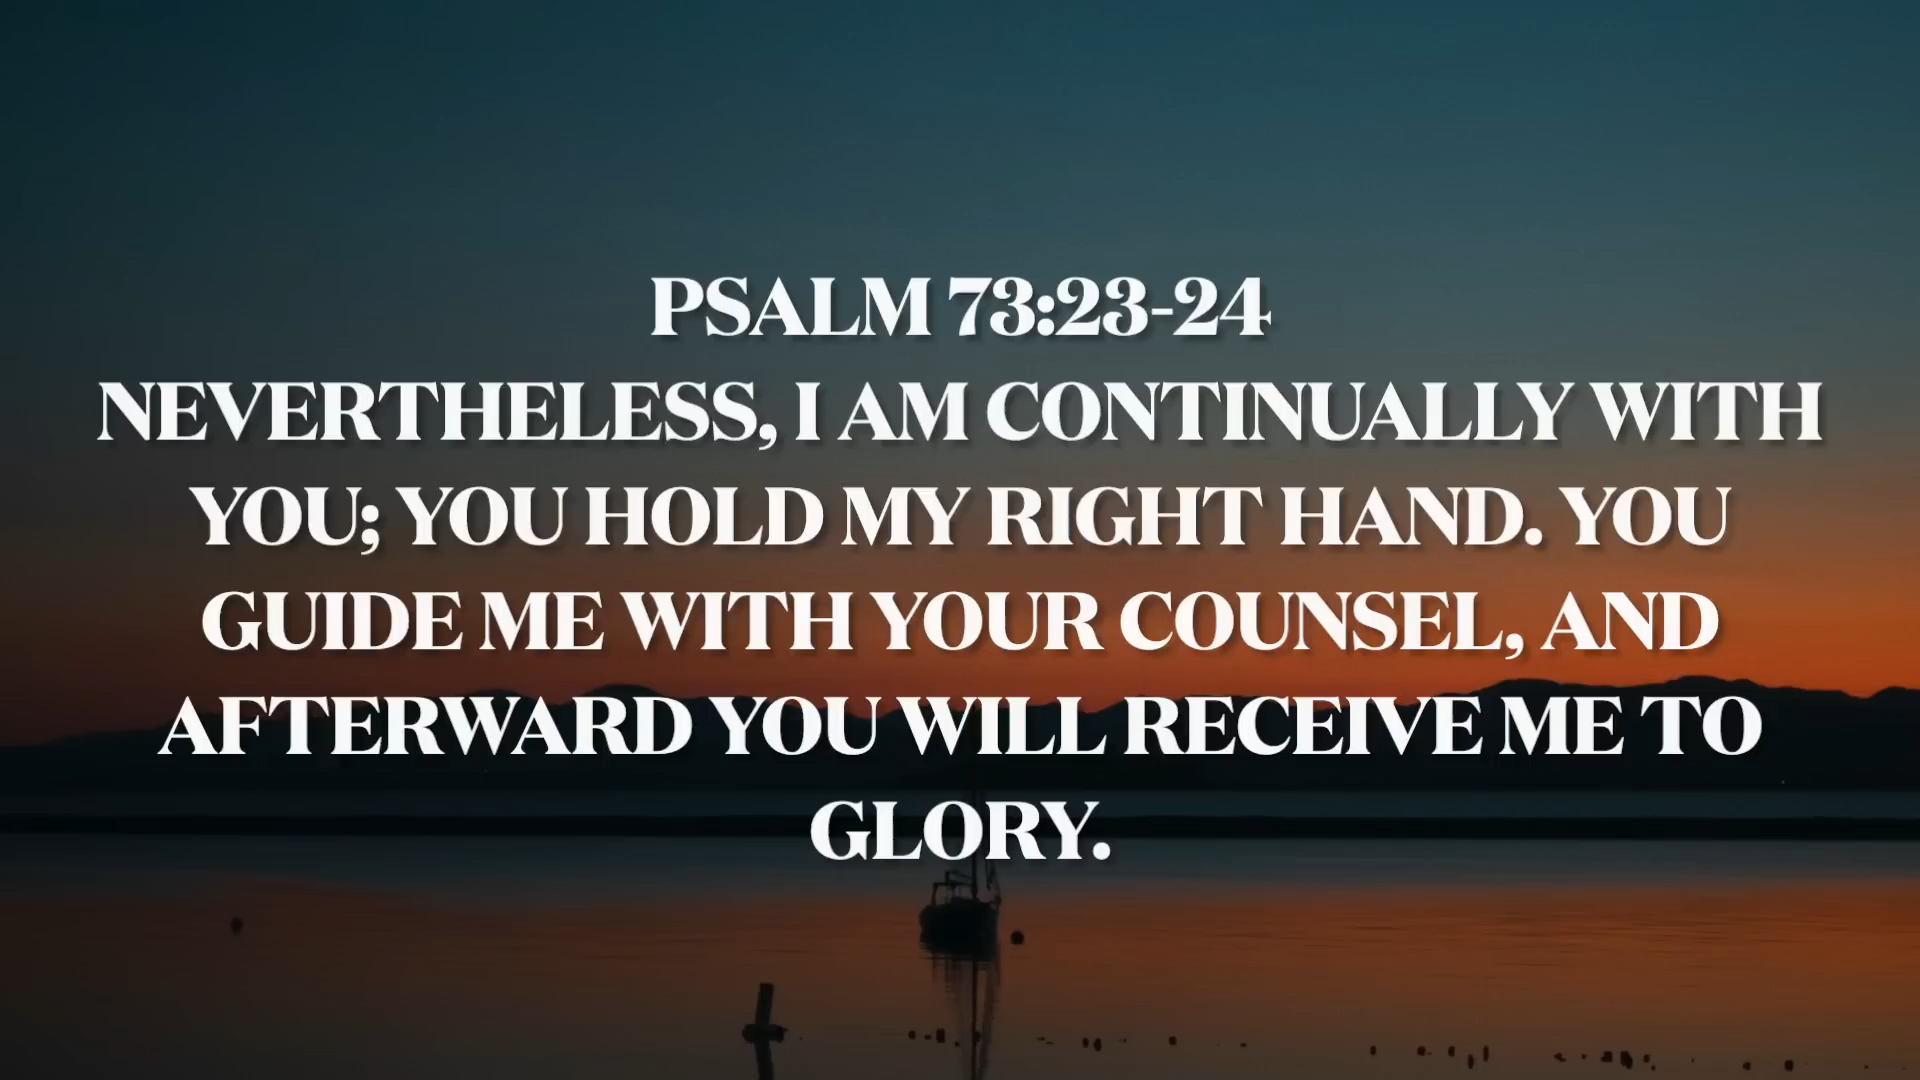 PSALM 73:23-24
NEVERTHELESS, I AM CONTINUALLY WITH
YOU; YOU HOLD MY RIGHT HAND. YOU
GUIDE ME WITH YOUR COUNSEL, AND
AFTERWARD YOU WILL RECEIVE ME TO
GLORY.